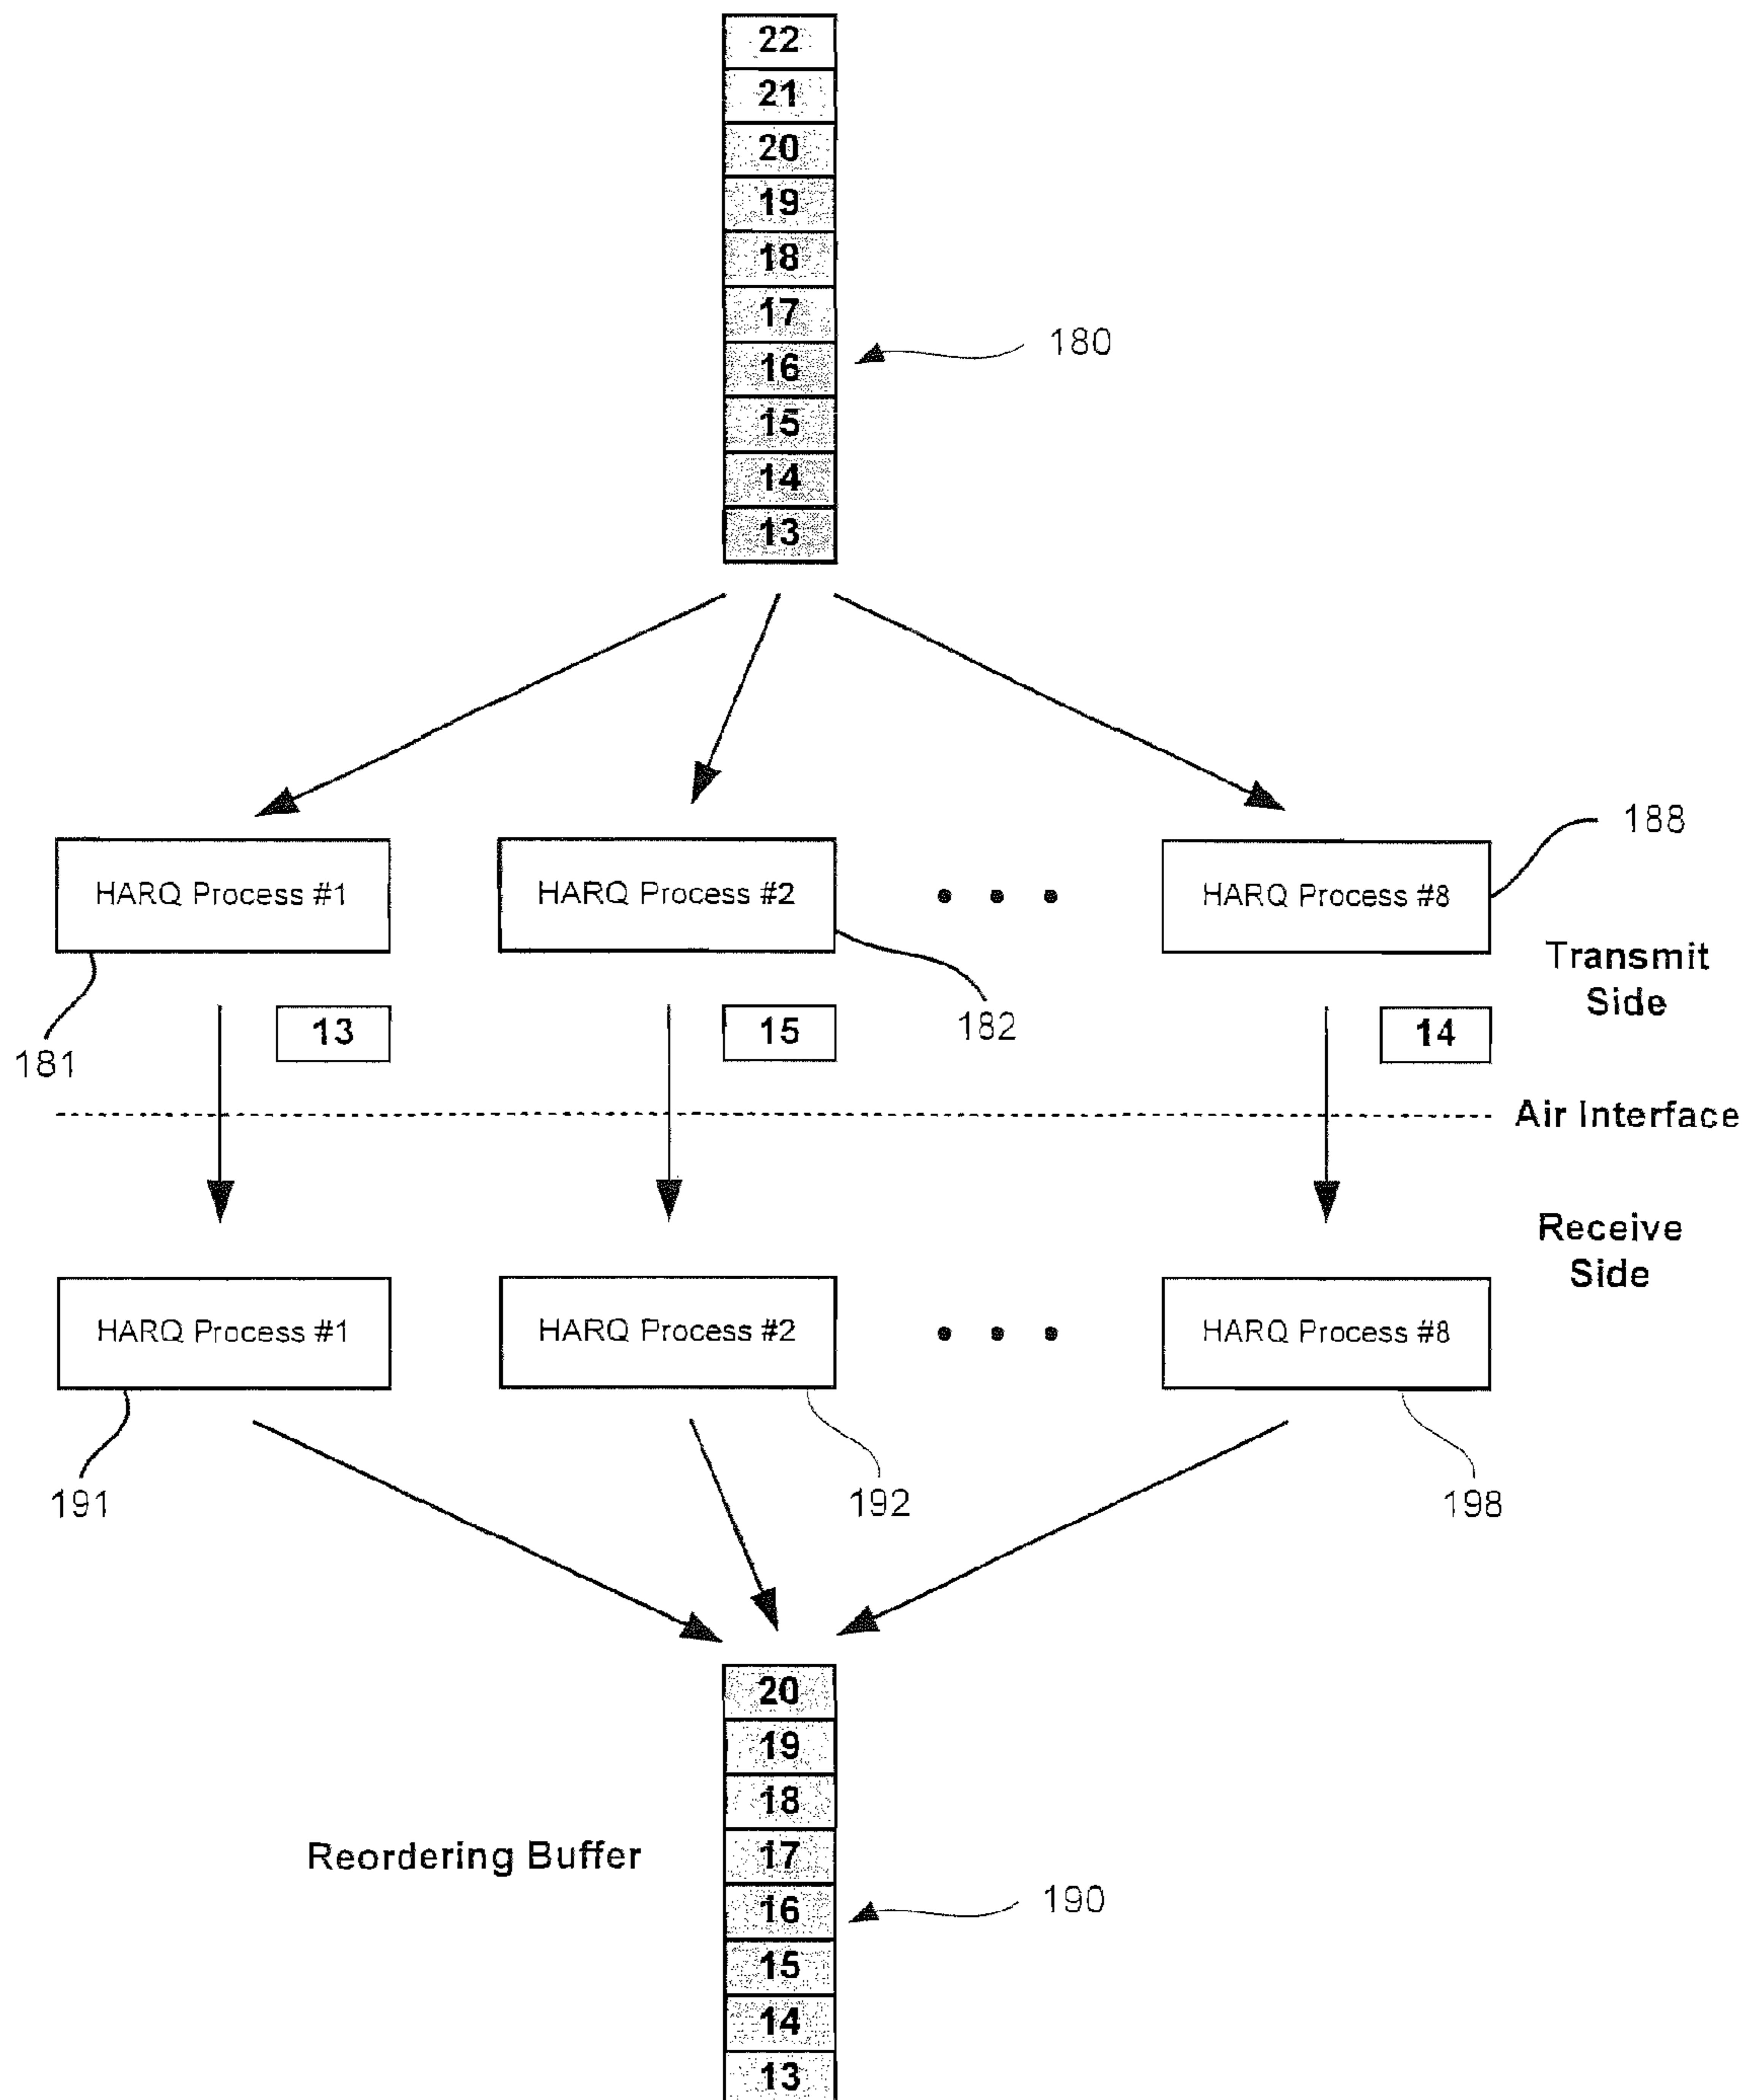 22
21
20
19
18
17
180
16
15
14
13
188
HARQ Process #1
HARQ Process #2
HARQ Process #8
Transmit
Side
13
15
14
182
181
Air Interface
Receive
Side
HARQ Process #1
HARQ Process #2
HARQ Process #8
191
192
198
20
19
18
Reordering Buffer
17
16
190
15
14
13